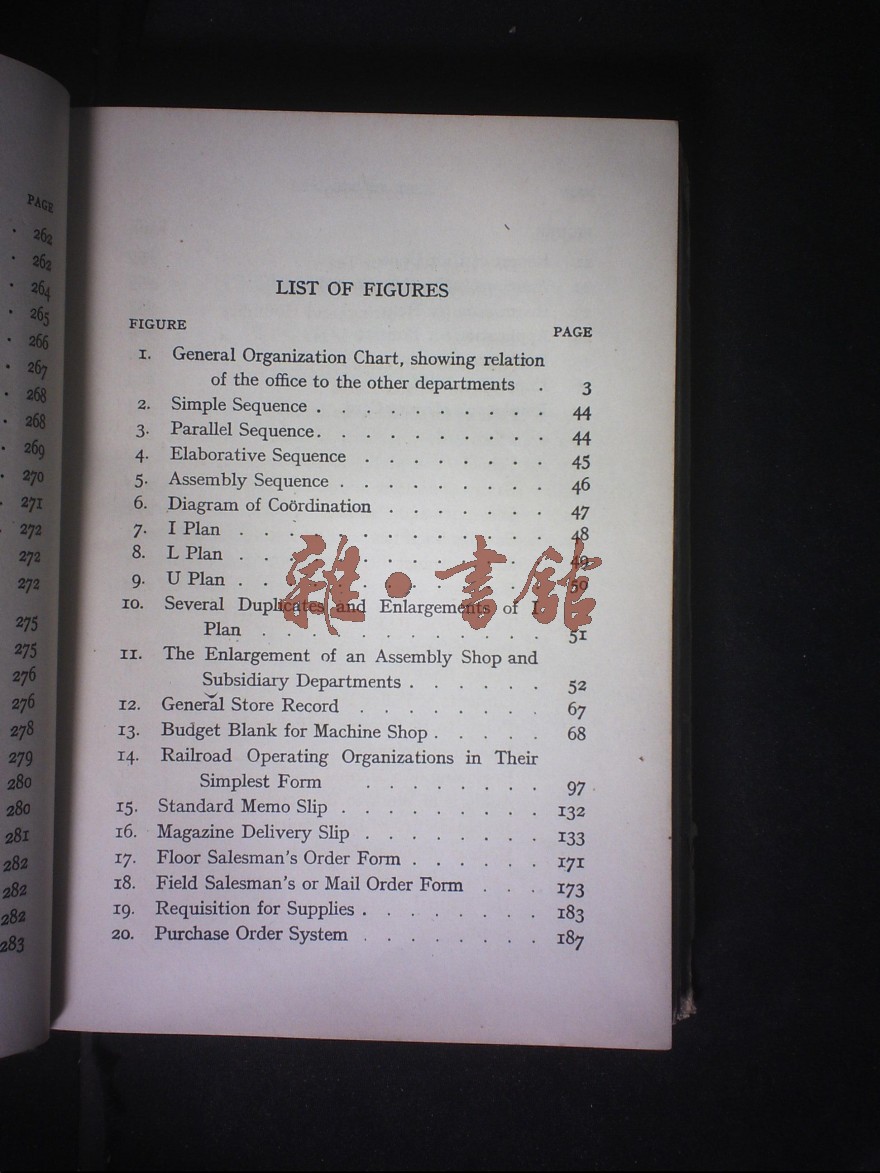 PAGE
262
262
264
265
266
267
268
268
269
270
271
272
272
272
275
275
276
276
278
279
280
280
281
282
282
282
283
LIST OF FIGURES
FIGURE PAGE
1. General Organization Chart, showing relation
of the office to the other departments . 3
2. Simple Sequence . . . . . . . . . . 44
3. Parallel Sequence. . . . . . . . . . 44
4. Elaborative Sequence . . . . . . . . 45
5. Assembly Sequence . . . . . . . . . 46
6. Diagram of Coördination . . . . . . . 47
7. I Plan . . . . . . . . . . . . . 48
8. L Plan . . . . . . . . . . . . . 49
9. U Plan . . . . . . . . . . . . . 50
10. Several Duplicates and Enlargements of I
Plan . . . . . . . . . . . . 51
11. The Enlargement of an Assembly Shop and
Subsidiary Departments . . . . . . 52
12. General Store Record . . . . . . . . 67
13. Budget Blank for Machine Shop . . . . . 68
14. Railroad Operating Organizations in Their
Simplest Form . . . . . . . . 97
15. Standard Memo Slip . . . . . . . . . 132
16. Magazine Delivery Slip . . . . . . . . 133
17. Floor Salesman's Order Form . . . . . . 171
18. Field Salesman's or Mail Order Form . . . 173
19. Requisition for Supplies . . . . . . . . 183
20. Purchase Order System . . . . . . . . 187
雜·書館